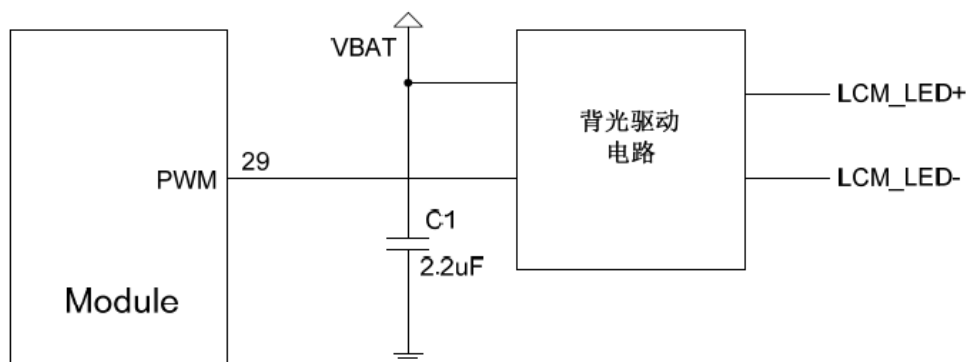 VBAT
LCM_LED+
背光驱动
电路
29
PWM
LCM_LED-
C1
2.2uF
Module